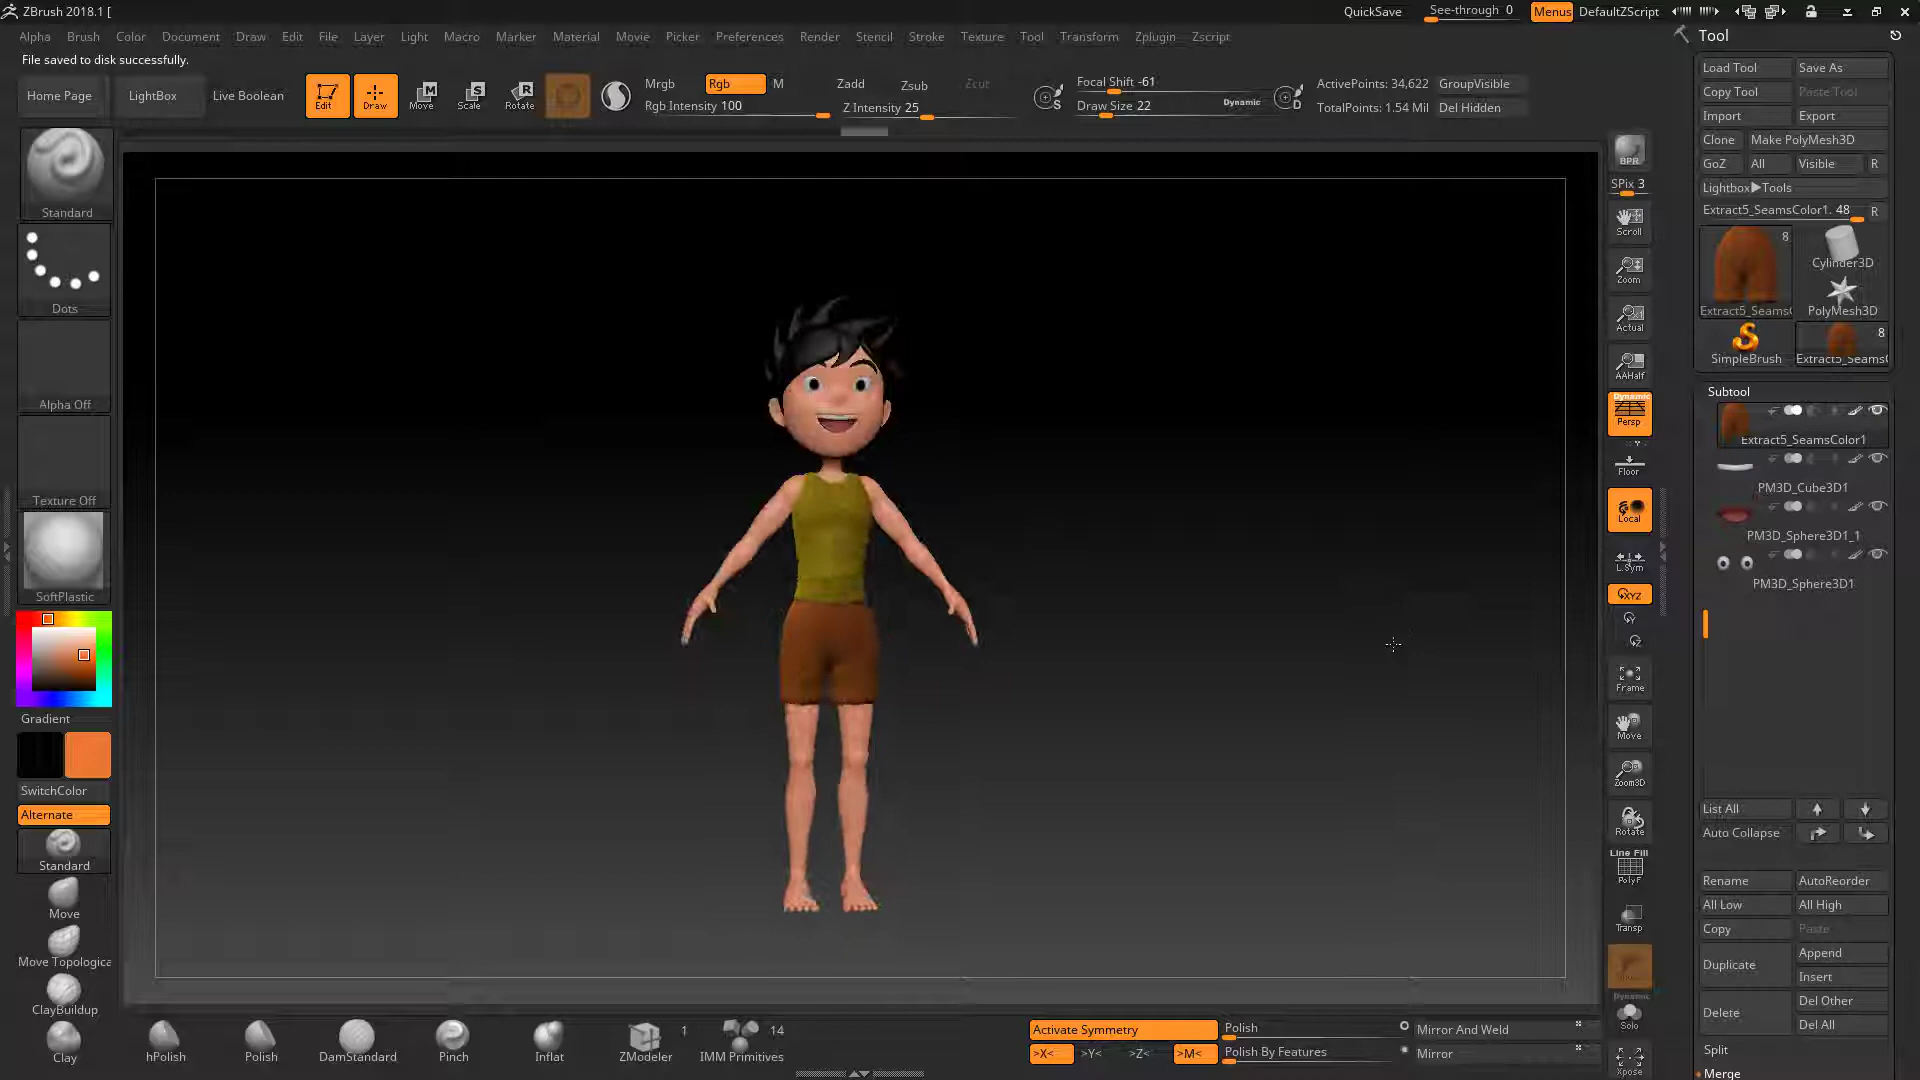 ZBrush 2018.1 [
QuickSave
See-through 0
Menus
DefaultZScript
Alpha Brush Color Document Draw Edit File Layer Light Macro Marker Material Movie Picker Preferences Render Stencil Stroke Texture Tool Transform Zplugin Zscript
Tool
File saved to disk successfully.
Home Page
LightBox
Live Boolean
Edit
Draw
Move
Scale
Rotate
Mrgb
Rgb
M
Rgb Intensity 100
Zadd
Zsub
Zcut
Z Intensity 25
Focal Shift -61
Draw Size 22
Dynamic
ActivePoints: 34,622
TotalPoints: 1.54 Mil
GroupVisible
Del Hidden
Load Tool
Save As
Copy Tool
Paste Tool
Import
Export
Clone
Make PolyMesh3D
GoZ
All
Visible
R
Lightbox▶Tools
Extract5_SeamsColor1. 48
R
8
Cylinder3D
Extract5_Seams
PolyMesh3D
8
SimpleBrush
Extract5_Seams
Subtool
Extract5_SeamsColor1
PM3D_Cube3D1
PM3D_Sphere3D1_1
PM3D_Sphere3D1
List All
Auto Collapse
Rename
AutoReorder
All Low
All High
Copy
Paste
Duplicate
Append
Insert
Delete
Del Other
Del All
Split
Merge
Standard
Dots
Alpha Off
Texture Off
SoftPlastic
Gradient
SwitchColor
Alternate
Standard
Move
Move Topologica
ClayBuildup
Clay
BPR
SPix 3
Scroll
Zoom
Actual
AAHalf
Dynamic
Persp
Floor
Local
L.Sym
XYZ
Frame
Move
Zoom3D
Rotate
Line Fill
PolyF
Transp
Dynamic
Solo
Xpose
hPolish
Polish
DamStandard
Pinch
Inflat
ZModeler
1
IMM Primitives
14
Activate Symmetry
>X<
>Y<
>Z<
>M<
Polish
Polish By Features
Mirror And Weld
Mirror